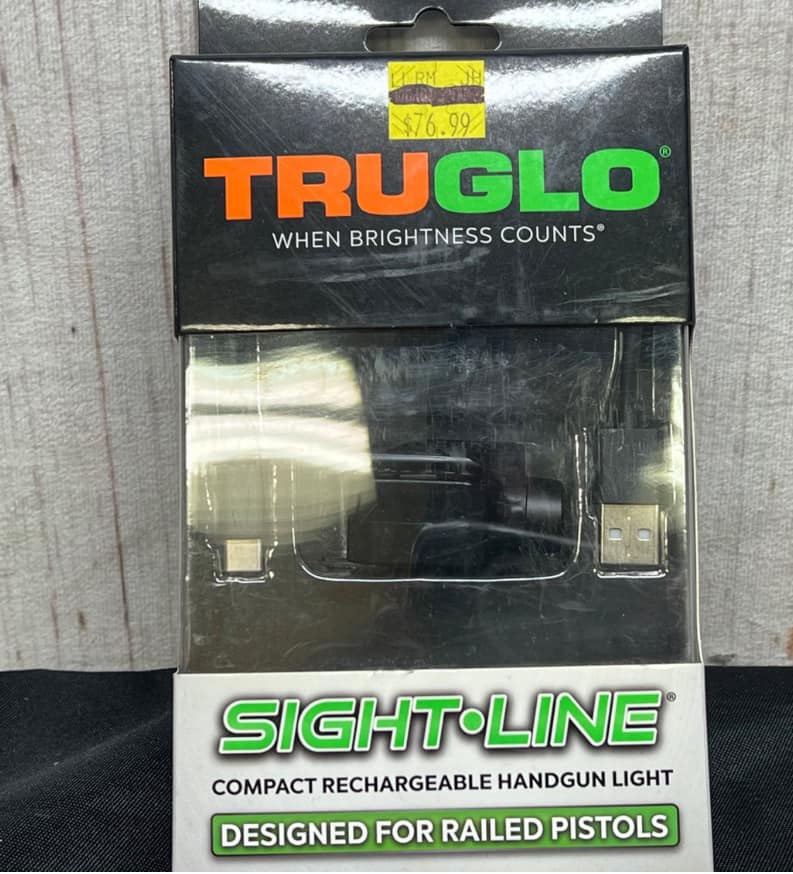 $76.99
TRUGLO®
WHEN BRIGHTNESS COUNTS®
SIGHT•LINE®
COMPACT RECHARGEABLE HANDGUN LIGHT
DESIGNED FOR RAILED PISTOLS